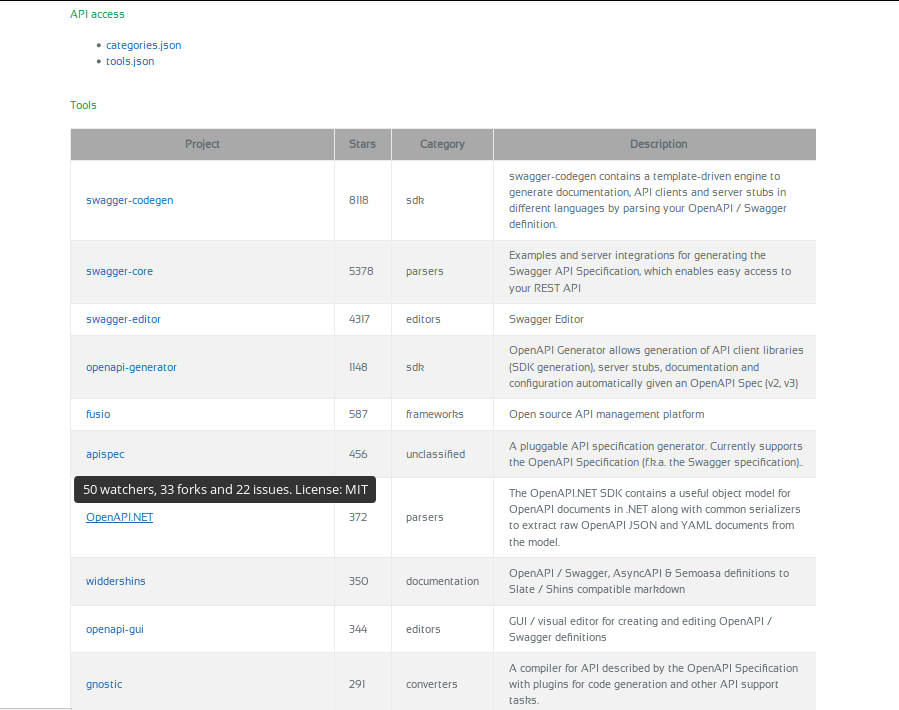 API access
categories.json
tools.json
Tools
Project Stars Category Description
swagger-codegen 8118 sdk swagger-codegen contains a template-driven engine to
generate documentation, API clients and server stubs in
different languages by parsing your OpenAPI / Swagger
definition.
swagger-core 5378 parsers Examples and server integrations for generating the
Swagger API Specification, which enables easy access to
your REST API
swagger-editor 4317 editors Swagger Editor
openapi-generator 1148 sdk OpenAPI Generator allows generation of API client libraries
(SDK generation), server stubs, documentation and
configuration automatically given an OpenAPI Spec (v2, v3)
fusio 587 frameworks Open source API management platform
apispec 456 unclassified A pluggable API specification generator. Currently supports
the OpenAPI Specification (f.k.a. the Swagger specification)..
50 watchers, 33 forks and 22 issues. License: MIT
OpenAPI.NET 372 parsers The OpenAPI.NET SDK contains a useful object model for
OpenAPI documents in .NET along with common serializers
to extract raw OpenAPI JSON and YAML documents from
the model.
widdershins 350 documentation OpenAPI / Swagger, AsyncAPI & Semoasa definitions to
Slate / Shins compatible markdown
openapi-gui 344 editors GUI / visual editor for creating and editing OpenAPI /
Swagger definitions
gnostic 291 converters A compiler for API described by the OpenAPI Specification
with plugins for code generation and other API support
tasks.